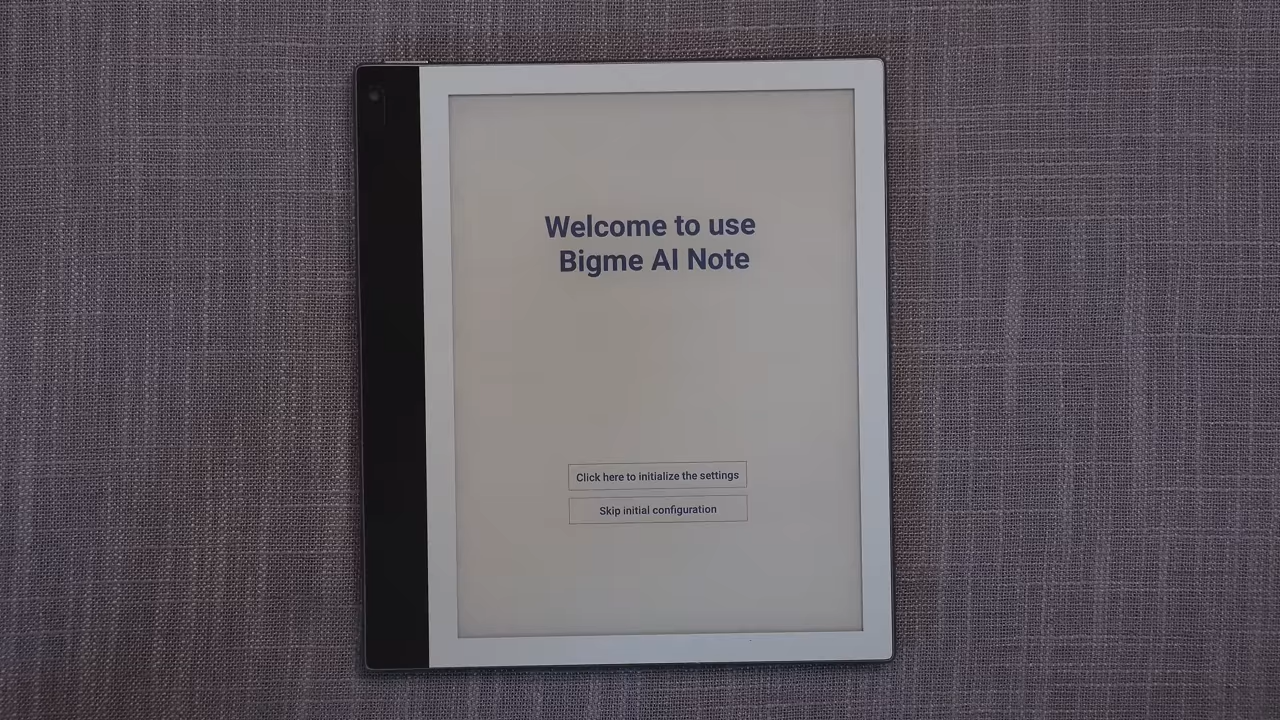 Welcome to use
Bigme AI Note
Click here to initialize the settings
Skip initial configuration